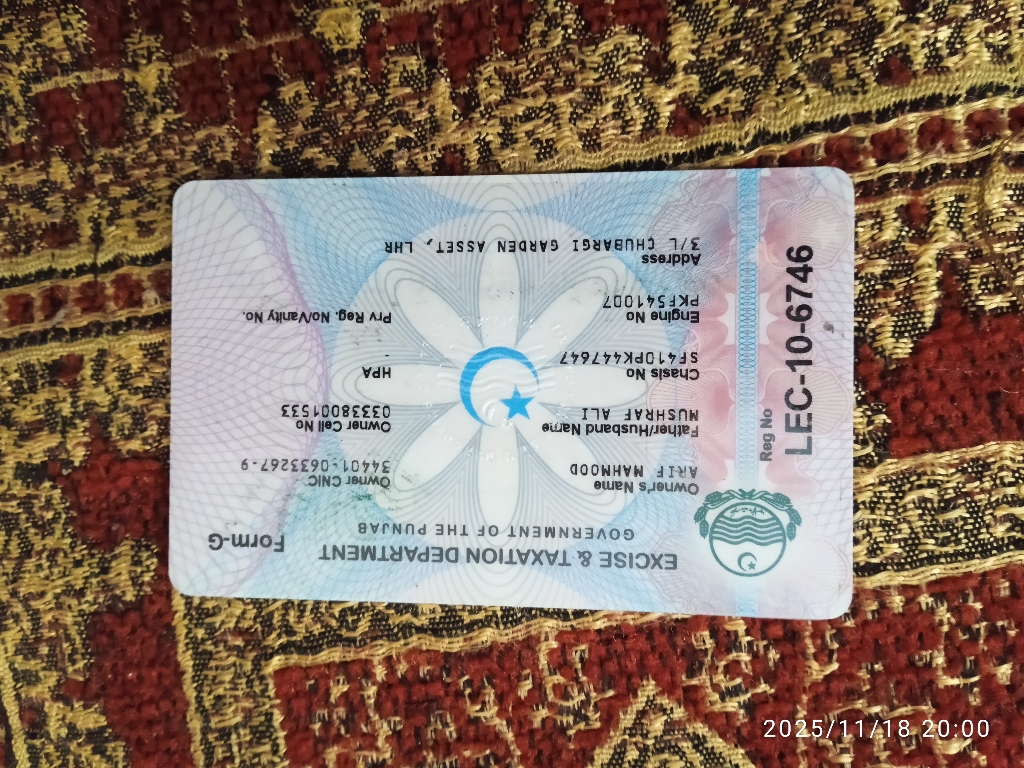 EXCISE & TAXATION DEPARTMENT
GOVERNMENT OF THE PUNJAB
Form-G
Reg No
LEC-10-6746
Owner's Name
ARIF MAHMOOD
Owner CNIC
34401-0633267-9
Father/Husband Name
MUSHRAF ALI
Owner Cell No
03338001533
Chasis No
SF410PK447647
HPA
-
Engine No
PKF541007
Prv Reg. No/Vanity No.
Address
3/L CHUBARGI GARDEN ASSET, LHR
2025/11/18 20:00